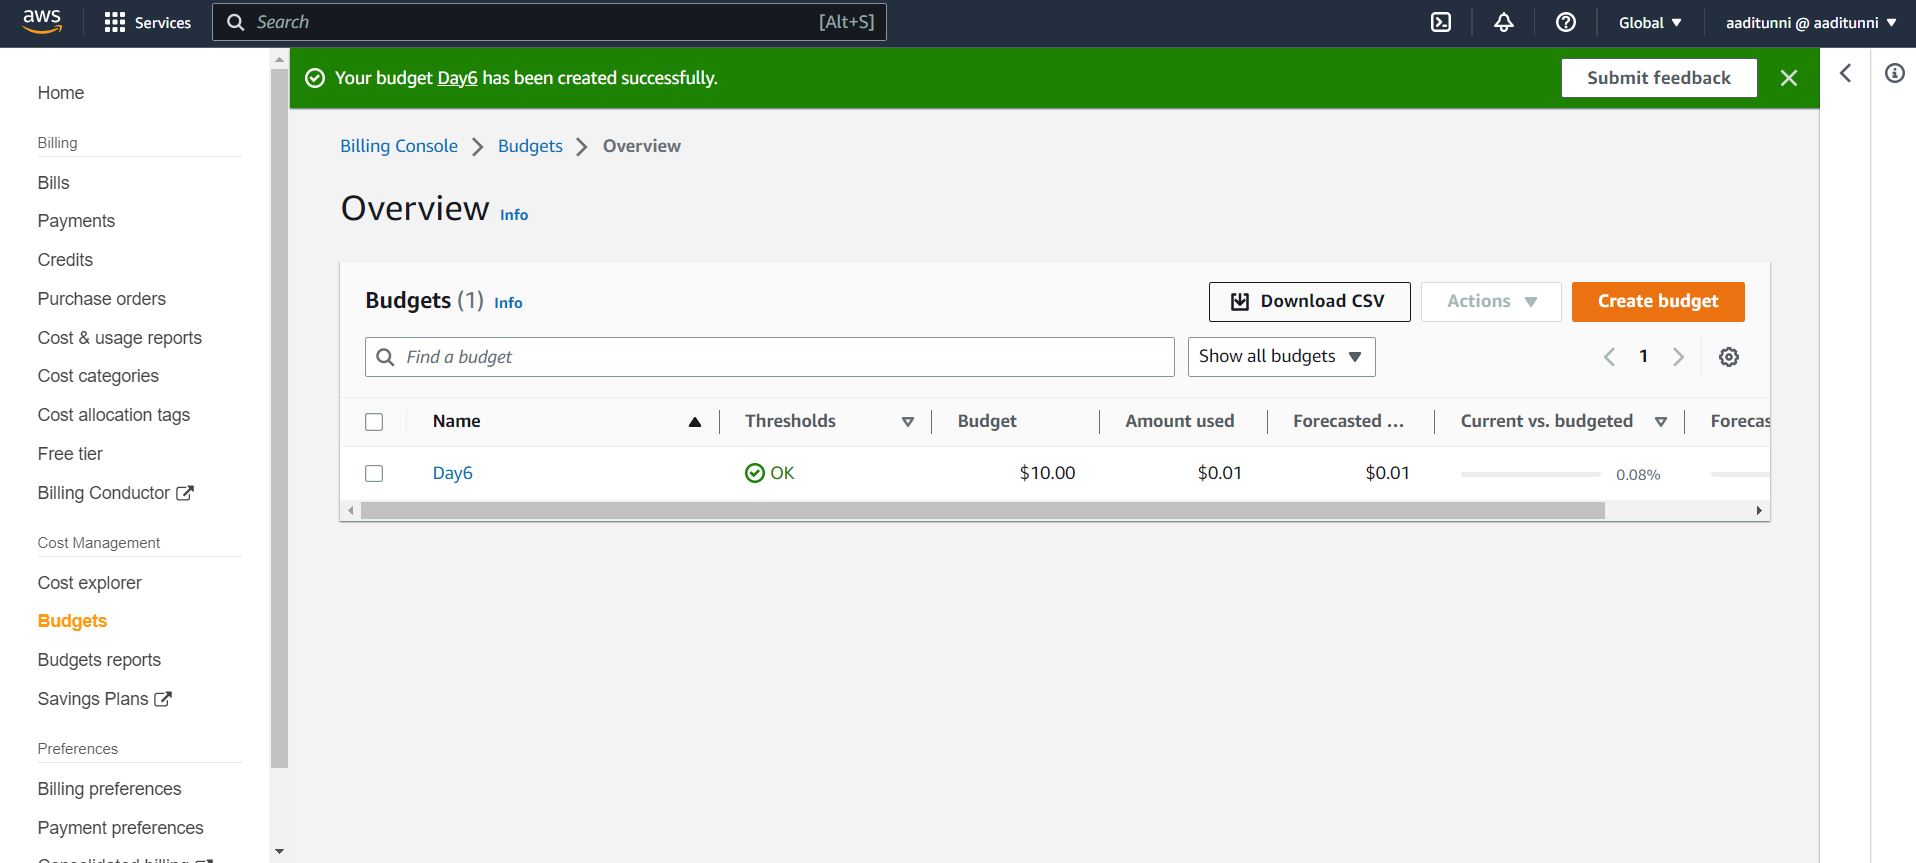 aws
Services
Search
[Alt+S]
Global
aaditunni @ aaditunni
Home
Billing
Bills
Payments
Credits
Purchase orders
Cost & usage reports
Cost categories
Cost allocation tags
Free tier
Billing Conductor
Cost Management
Cost explorer
Budgets
Budgets reports
Savings Plans
Preferences
Billing preferences
Payment preferences
Consolidated billing
Your budget Day6 has been created successfully.
Submit feedback
Billing Console > Budgets > Overview
Overview Info
Budgets (1) Info
Download CSV
Actions
Create budget
Find a budget
Show all budgets
1
Name
Thresholds
Budget
Amount used
Forecasted ...
Current vs. budgeted
Forecas
Day6
OK
$10.00
$0.01
$0.01
0.08%